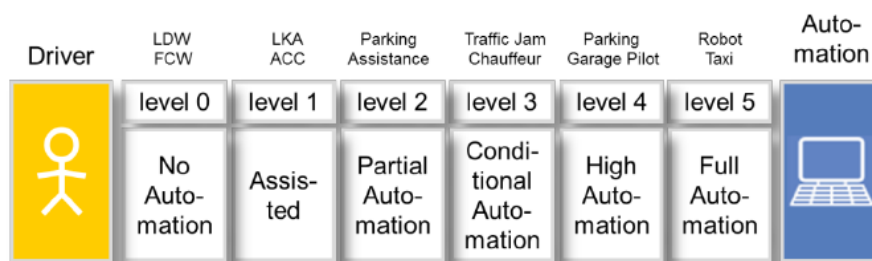 Driver
LDW
FCW
LKA
ACC
Parking
Assistance
Traffic Jam
Chauffeur
Parking
Garage Pilot
Robot
Taxi
Auto-
mation
level 0
level 1
level 2
level 3
level 4
level 5
No
Auto-
mation
Assis-
ted
Partial
Auto-
mation
Condi-
tional
Auto-
mation
High
Auto-
mation
Full
Auto-
mation